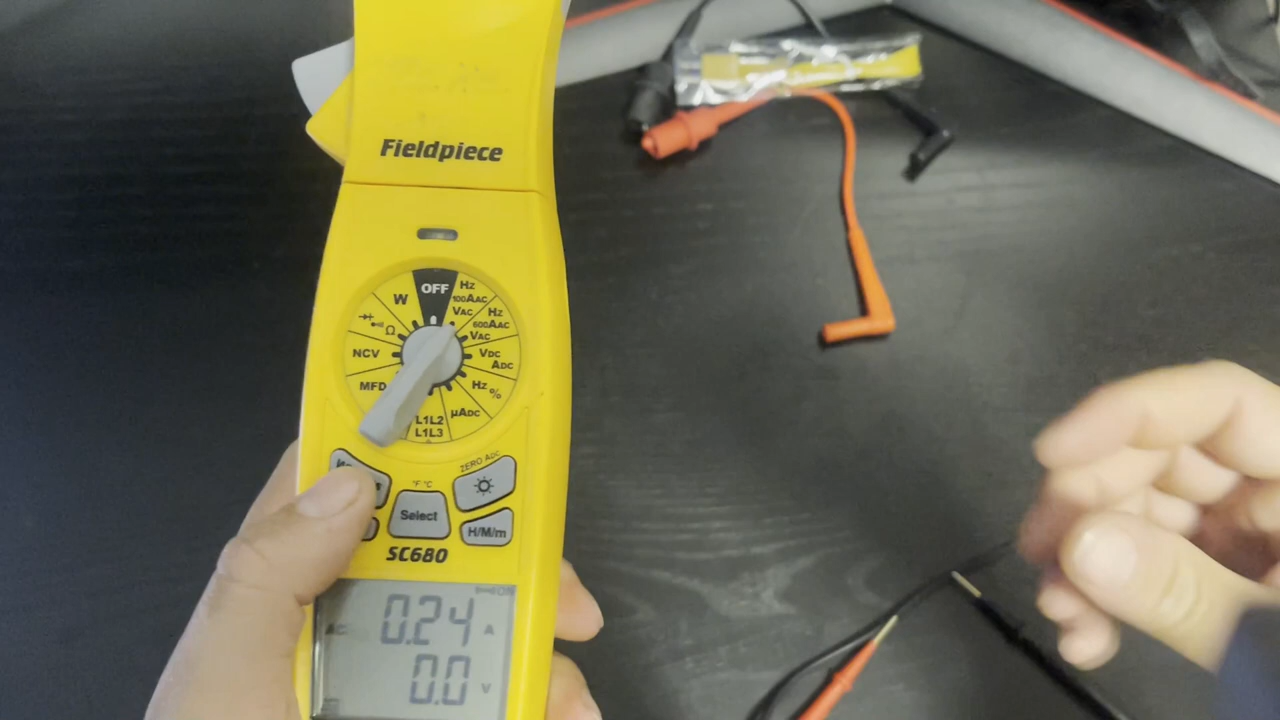 Fieldpiece
OFF
Hz
100AAC
VAC
Hz
600AAC
VAC
VDC
ADC
Hz
%
µADC
L1L2
L1L3
MFD
NCV
Ω
W
ZERO ADC
°F °C
Select
H/M/m
SC680
0.24 A
0.0 V